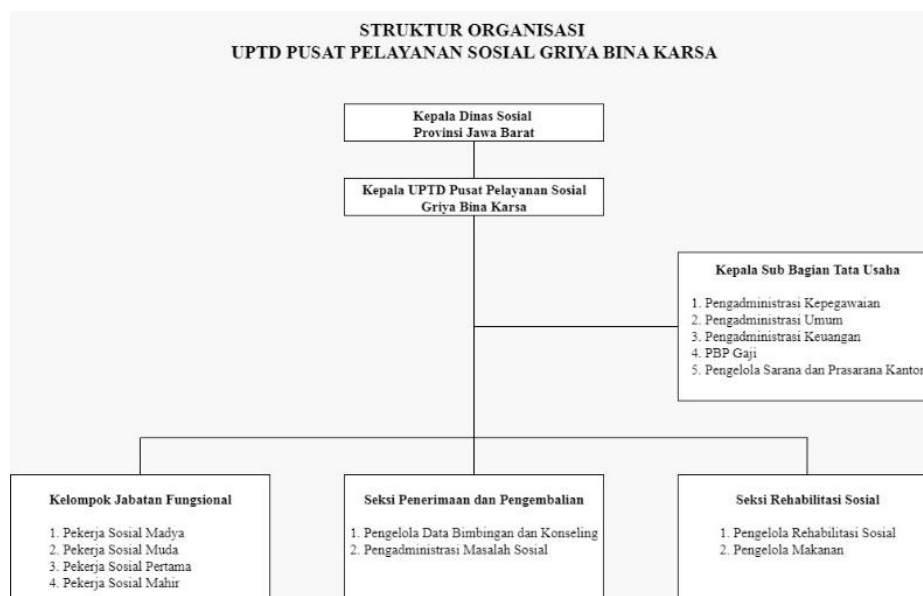 STRUKTUR ORGANISASI
UPTD PUSAT PELAYANAN SOSIAL GRIYA BINA KARSA
Kepala Dinas Sosial
Provinsi Jawa Barat
Kepala UPTD Pusat Pelayanan Sosial
Griya Bina Karsa
Kepala Sub Bagian Tata Usaha
1. Pengadministrasi Kepegawaian
2. Pengadministrasi Umum
3. Pengadministrasi Keuangan
4. PBP Gaji
5. Pengelola Sarana dan Prasarana Kantor
Kelompok Jabatan Fungsional
1. Pekerja Sosial Madya
2. Pekerja Sosial Muda
3. Pekerja Sosial Pertama
4. Pekerja Sosial Mahir
Seksi Penerimaan dan Pengembalian
1. Pengelola Data Bimbingan dan Konseling
2. Pengadministrasi Masalah Sosial
Seksi Rehabilitasi Sosial
1. Pengelola Rehabilitasi Sosial
2. Pengelola Makanan